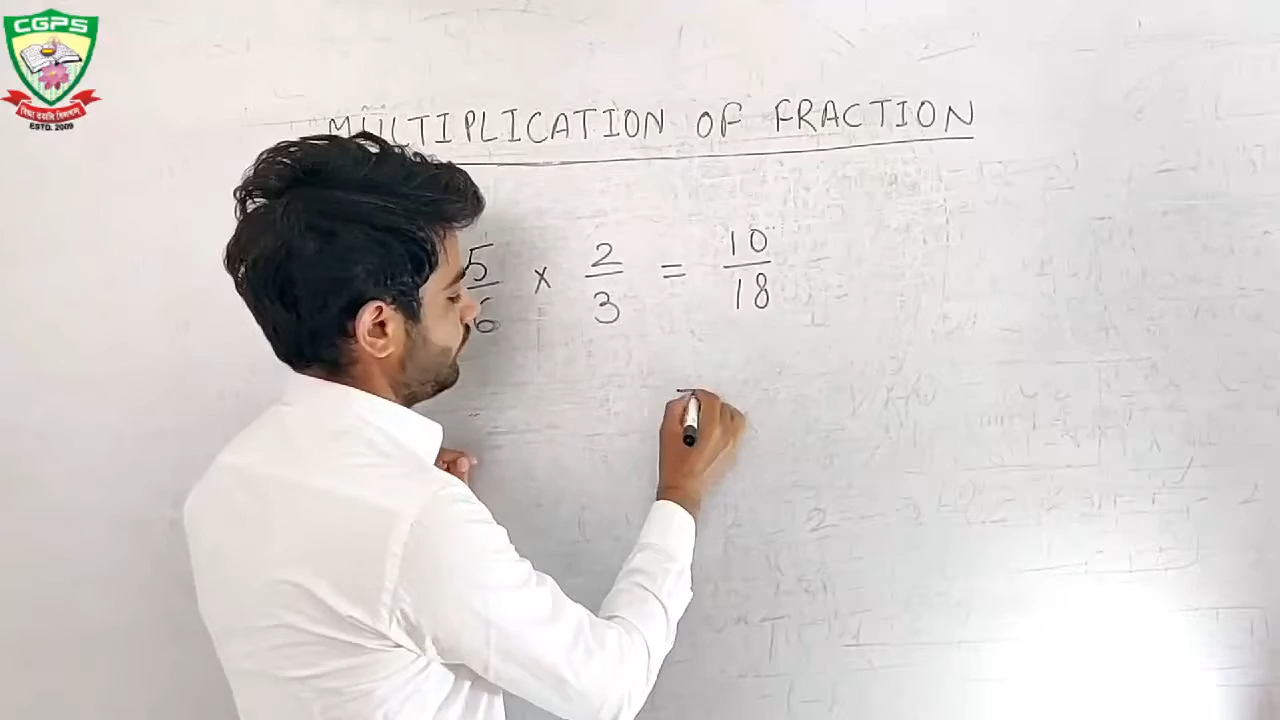 CGPS
ESTD. 2009
MULTIPLICATION OF FRACTION
5/6 × 2/3 = 10/18